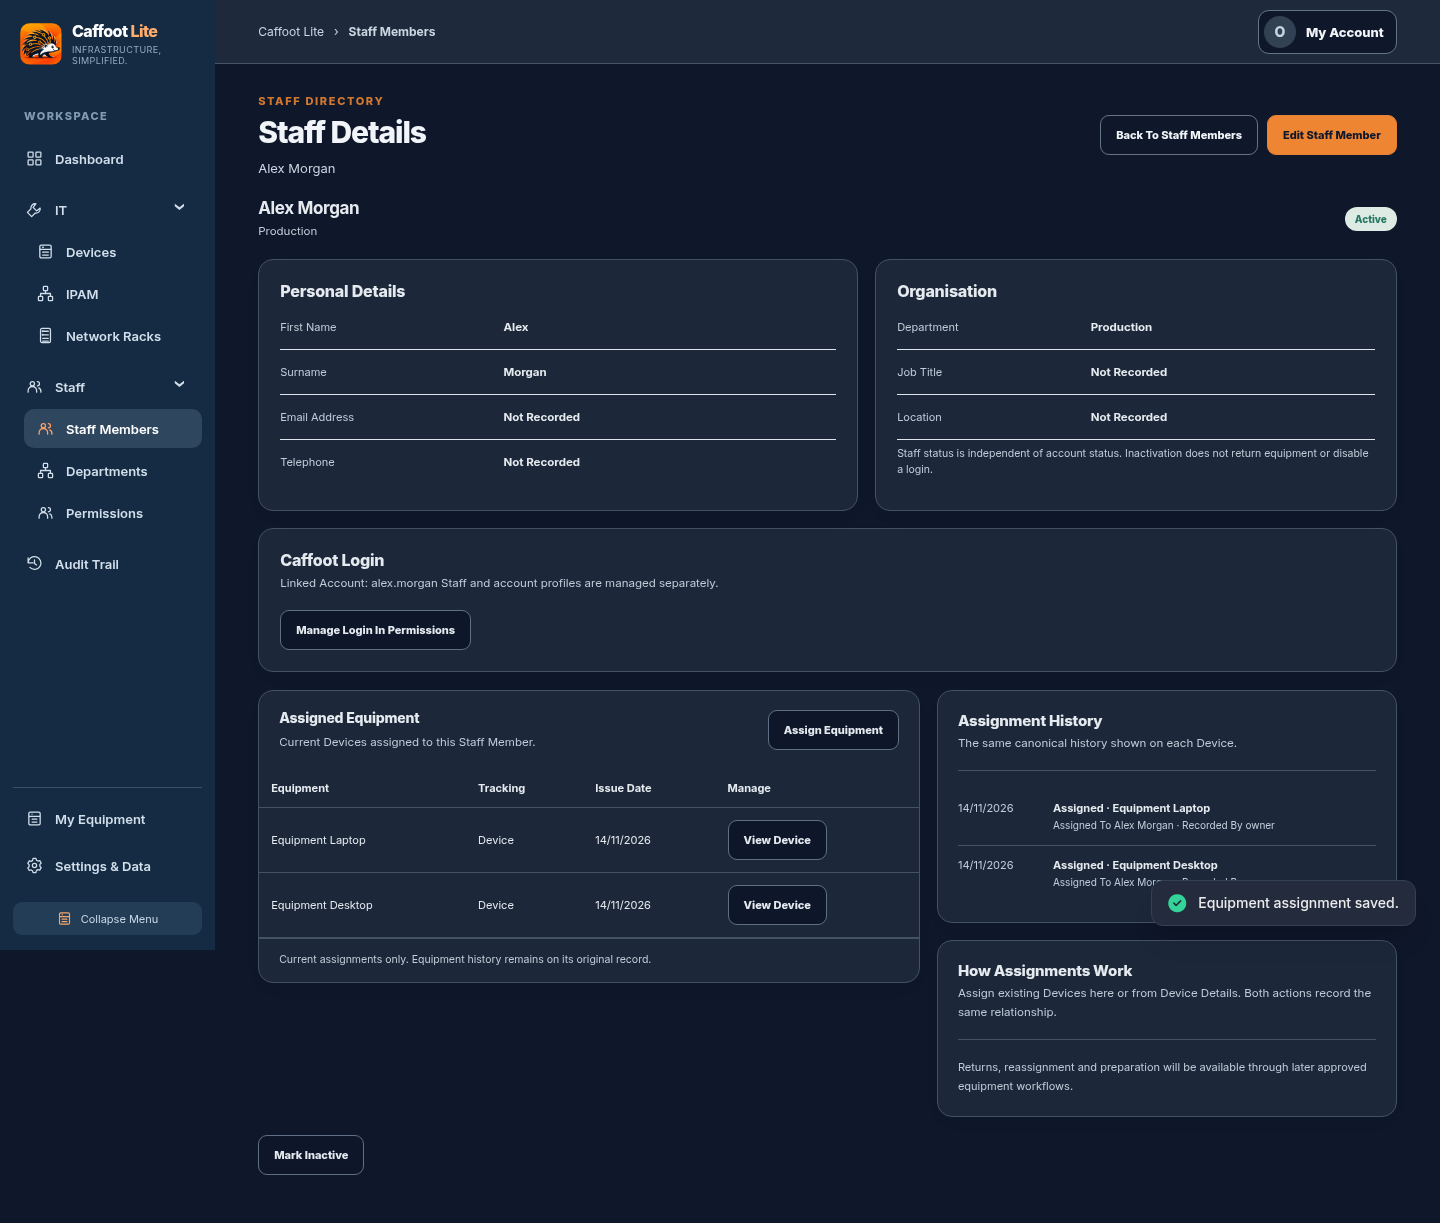 Caffoot Lite
INFRASTRUCTURE,
SIMPLIFIED.
WORKSPACE
Dashboard
IT
Devices
IPAM
Network Racks
Staff
Staff Members
Departments
Permissions
Audit Trail
My Equipment
Settings & Data
Collapse Menu
Caffoot Lite › Staff Members
O My Account
STAFF DIRECTORY
Staff Details
Alex Morgan
Back To Staff Members
Edit Staff Member
Alex Morgan
Production
Active
Personal Details
First Name Alex
Surname Morgan
Email Address Not Recorded
Telephone Not Recorded
Organisation
Department Production
Job Title Not Recorded
Location Not Recorded
Staff status is independent of account status. Inactivation does not return equipment or disable
a login.
Caffoot Login
Linked Account: alex.morgan Staff and account profiles are managed separately.
Manage Login In Permissions
Assigned Equipment
Current Devices assigned to this Staff Member.
Assign Equipment
Equipment Tracking Issue Date Manage
Equipment Laptop Device 14/11/2026 View Device
Equipment Desktop Device 14/11/2026 View Device
Current assignments only. Equipment history remains on its original record.
Assignment History
The same canonical history shown on each Device.
14/11/2026 Assigned · Equipment Laptop
Assigned To Alex Morgan · Recorded By owner
14/11/2026 Assigned · Equipment Desktop
Assigned To Alex
Equipment assignment saved.
How Assignments Work
Assign existing Devices here or from Device Details. Both actions record the
same relationship.
Returns, reassignment and preparation will be available through later approved
equipment workflows.
Mark Inactive